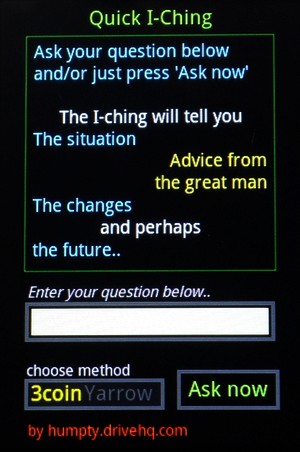 Quick I-Ching
Ask your question below
and/or just press 'Ask now'
The I-ching will tell you
The situation
Advice from
the great man
The changes
and perhaps
the future..
Enter your question below..
choose method
3coin Yarrow
Ask now
by humpty.drivehq.com